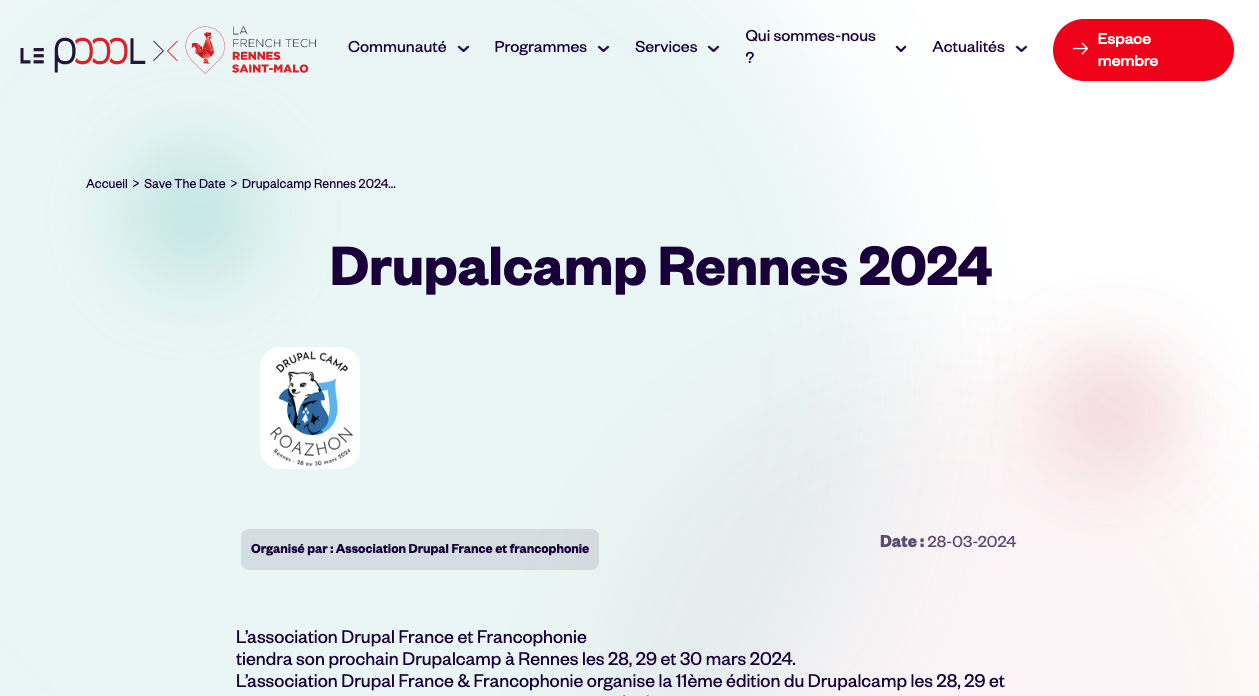 LE POOOL
LA
FRENCH TECH
RENNES
SAINT-MALO
Communauté
Programmes
Services
Qui sommes-nous
?
Actualités
Espace
membre
Accueil > Save The Date > Drupalcamp Rennes 2024...
Drupalcamp Rennes 2024
DRUPAL CAMP
ROAZHON
Rennes - 28 au 30 mars 2024
Organisé par : Association Drupal France et francophonie
Date : 28-03-2024
L’association Drupal France et Francophonie
tiendra son prochain Drupalcamp à Rennes les 28, 29 et 30 mars 2024.
L’association Drupal France & Francophonie organise la 11ème édition du Drupalcamp les 28, 29 et